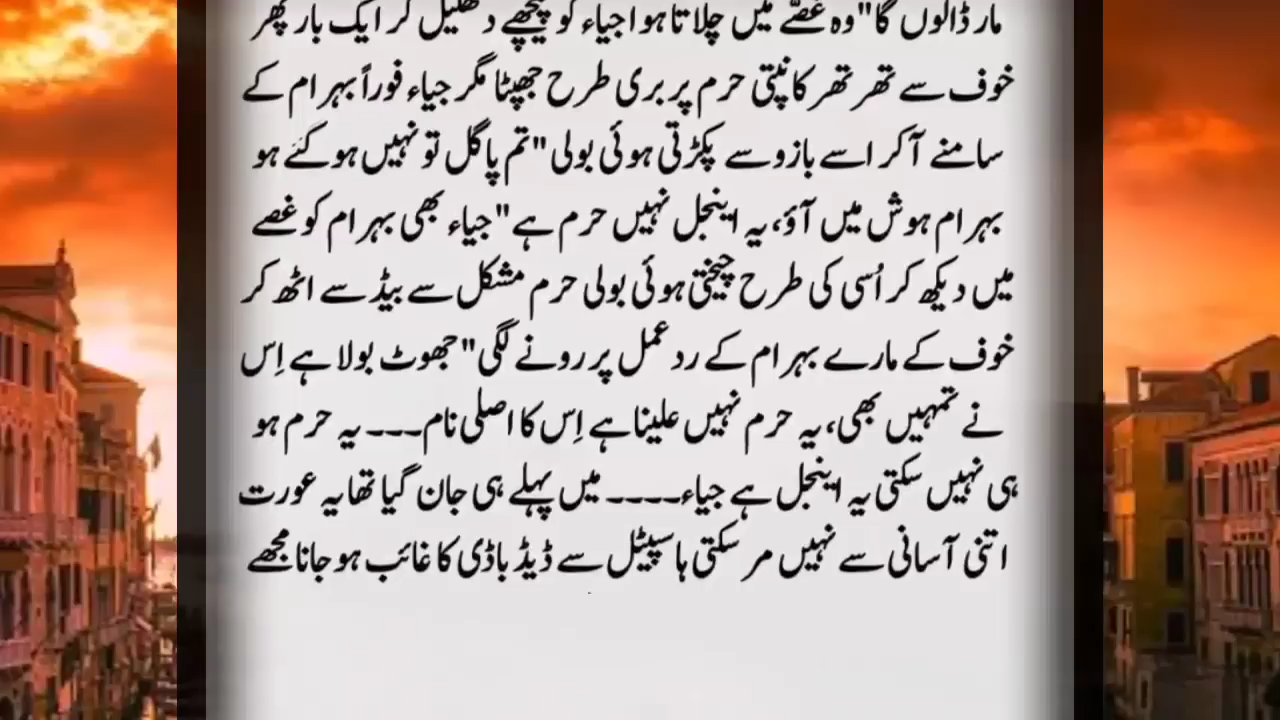 مار ڈالوں گا" وہ غصّے میں چلاتا ہوا جیاء کو پیچھے دھکیل کر ایک بار پھر
خوف سے تھر تھر کانپتی حرم پر بری طرح جھپٹا مگر جیاء فوراً بہرام کے
سامنے آکر اسے بازو سے پکڑتی ہوئی بولی "تم پاگل تو نہیں ہوگئے ہو
بہرام ہوش میں آؤ، یہ اینجل نہیں حرم ہے" جیاء بھی بہرام کو غصے
میں دیکھ کر اُسی کی طرح چیختی ہوئی بولی حرم مشکل سے بیڈ سے اٹھ کر
خوف کے مارے بہرام کے رد عمل پر رونے لگی "جھوٹ بولا ہے اِس
نے تمہیں بھی، یہ حرم نہیں علینا ہے اِس کا اصلی نام۔۔۔ یہ حرم ہو
ہی نہیں سکتی یہ اینجل ہے جیاء۔۔۔۔ میں پہلے ہی جان گیا تھا یہ عورت
اتنی آسانی سے نہیں مر سکتی ہاسپٹل سے ڈیڈ باڈی کا غائب ہو جانا مجھے